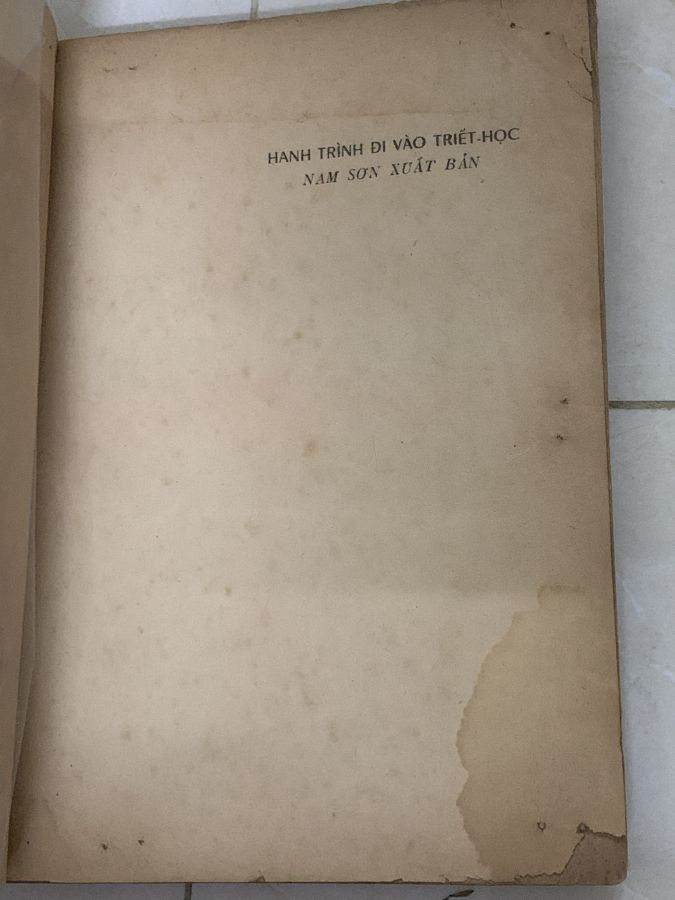 HANH TRÌNH ĐI VÀO TRIẾT-HỌC
NAM SƠN XUẤT BẢN